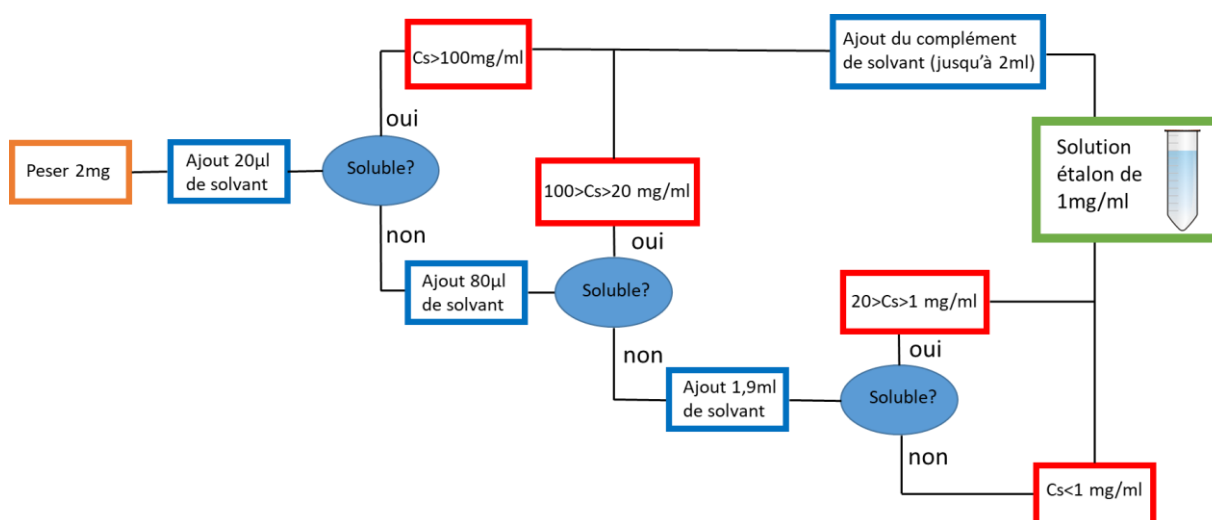 Cs>100mg/ml
Ajout du complément
de solvant (jusqu'à 2ml)
oui
Peser 2mg
Ajout 20µl
de solvant
Soluble?
Solution
étalon de
1mg/ml
100>Cs>20 mg/ml
non
oui
Ajout 80µl
de solvant
Soluble?
20>Cs>1 mg/ml
non
oui
Ajout 1,9ml
de solvant
Soluble?
non
Cs<1 mg/ml